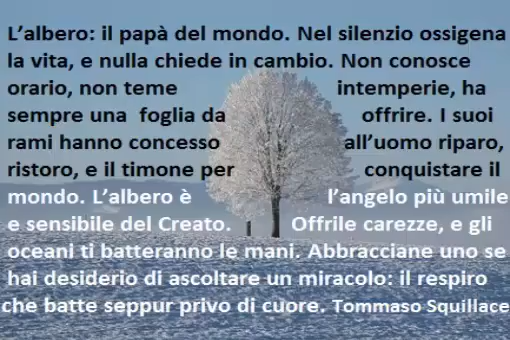 L’albero: il papà del mondo. Nel silenzio ossigena
la vita, e nulla chiede in cambio. Non conosce
orario, non teme intemperie, ha
sempre una foglia da offrire. I suoi
rami hanno concesso all’uomo riparo,
ristoro, e il timone per conquistare il
mondo. L’albero è l’angelo più umile
e sensibile del Creato. Offrile carezze, e gli
oceani ti batteranno le mani. Abbracciane uno se
hai desiderio di ascoltare un miracolo: il respiro
che batte seppur privo di cuore. Tommaso Squillace